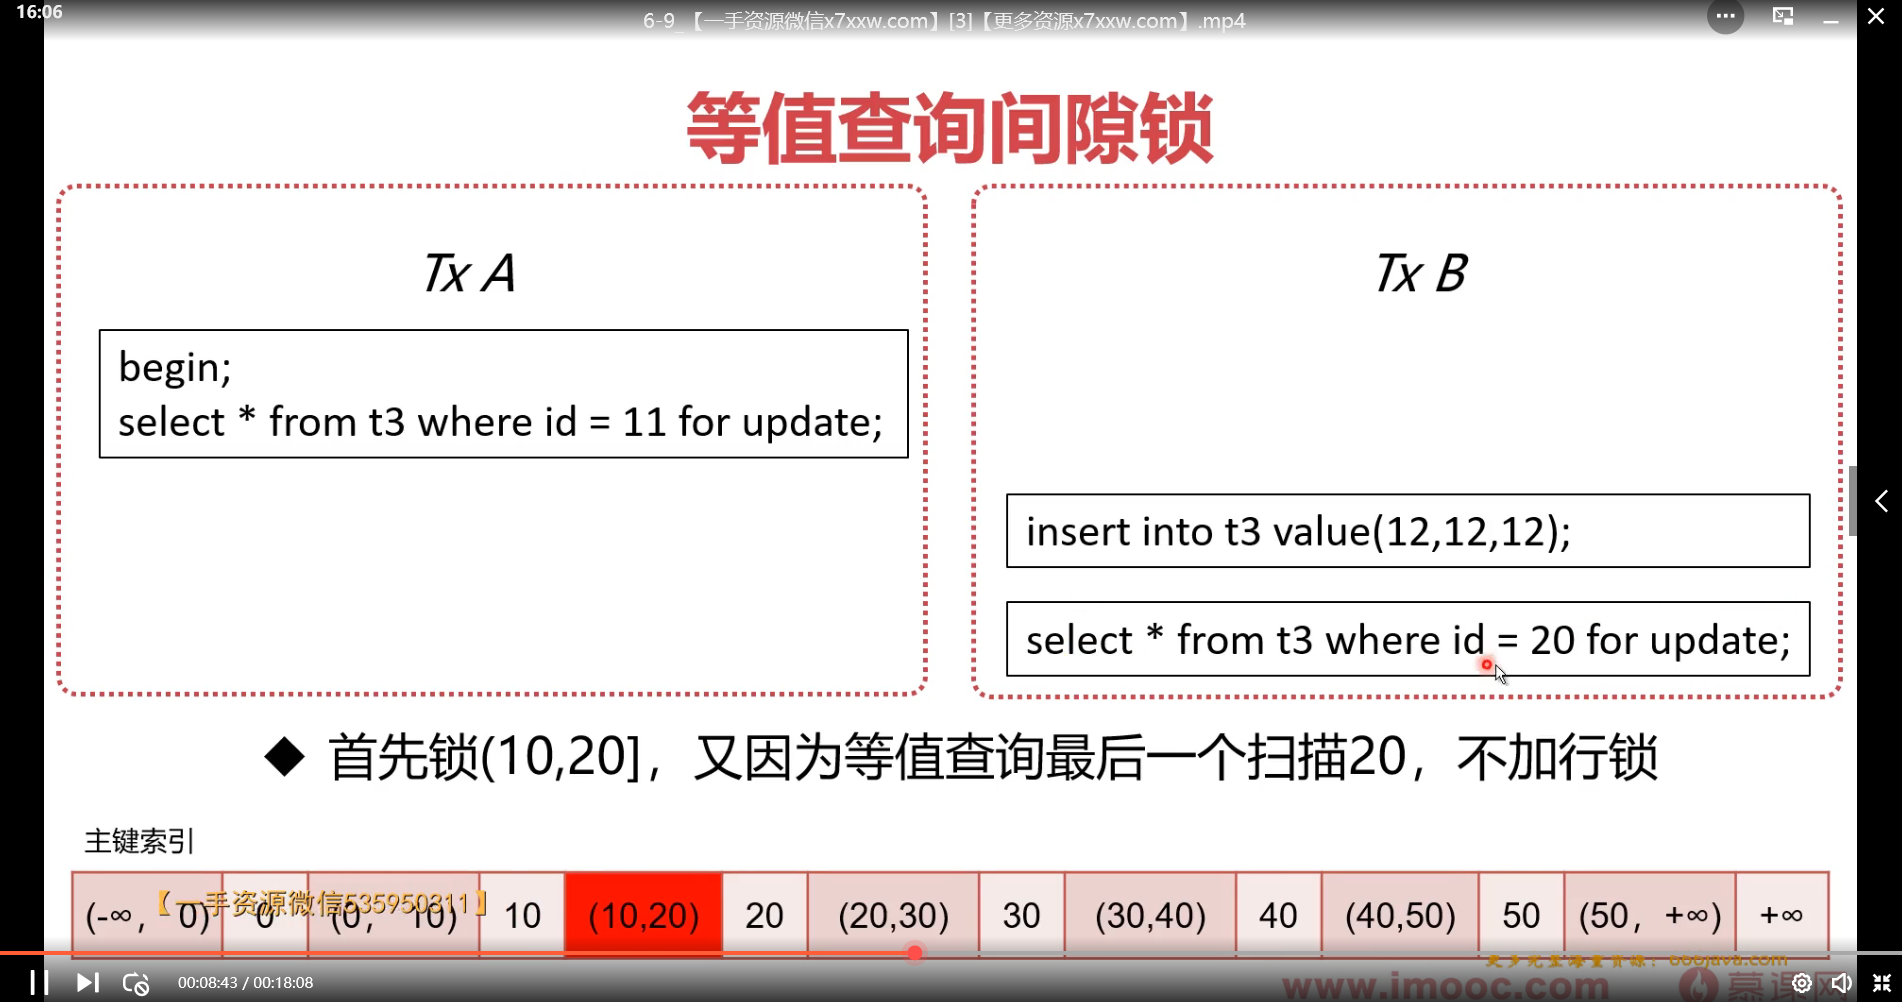 16:06
6-9_【一手资源微信x7xxw.com】[3]【更多资源x7xxw.com】.mp4
等值查询间隙锁
Tx A
begin;
select * from t3 where id = 11 for update;
Tx B
insert into t3 value(12,12,12);
select * from t3 where id = 20 for update;
◆ 首先锁(10,20]，又因为等值查询最后一个扫描20，不加行锁
主键索引
【一手资源微信535950311】
(-∞，0) 0 (0，10) 10 (10,20) 20 (20,30) 30 (30,40) 40 (40,50) 50 (50，+∞) +∞
00:08:43 / 00:18:08
www.imooc.com 慕课网